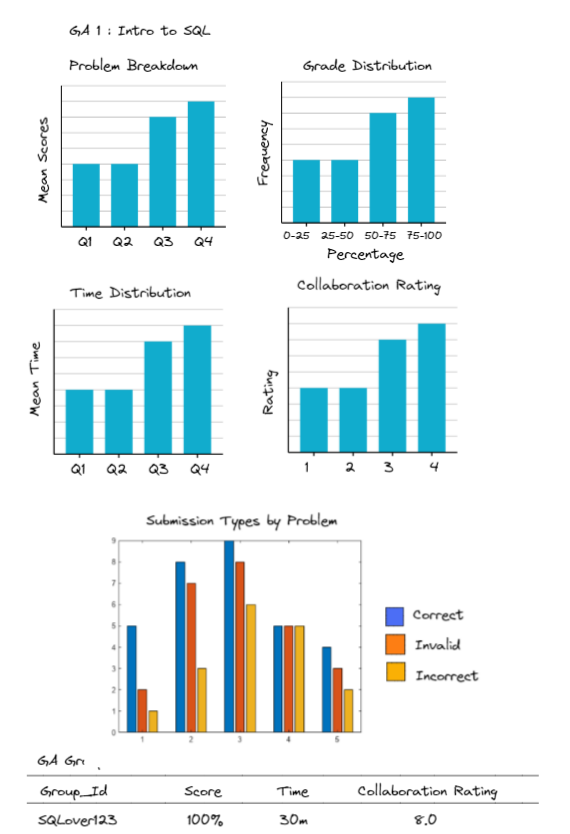 GA 1 : Intro to SQL
Problem Breakdown
Mean Scores
Q1 Q2 Q3 Q4
Grade Distribution
Frequency
0-25 25-50 50-75 75-100
Percentage
Time Distribution
Mean Time
Q1 Q2 Q3 Q4
Collaboration Rating
Rating
1 2 3 4
Submission Types by Problem
9
8
7
6
5
4
3
2
1
0
1 2 3 4 5
Correct
Invalid
Incorrect
GA
Group_Id Score Time Collaboration Rating
SQLover123 100% 30m 8.0